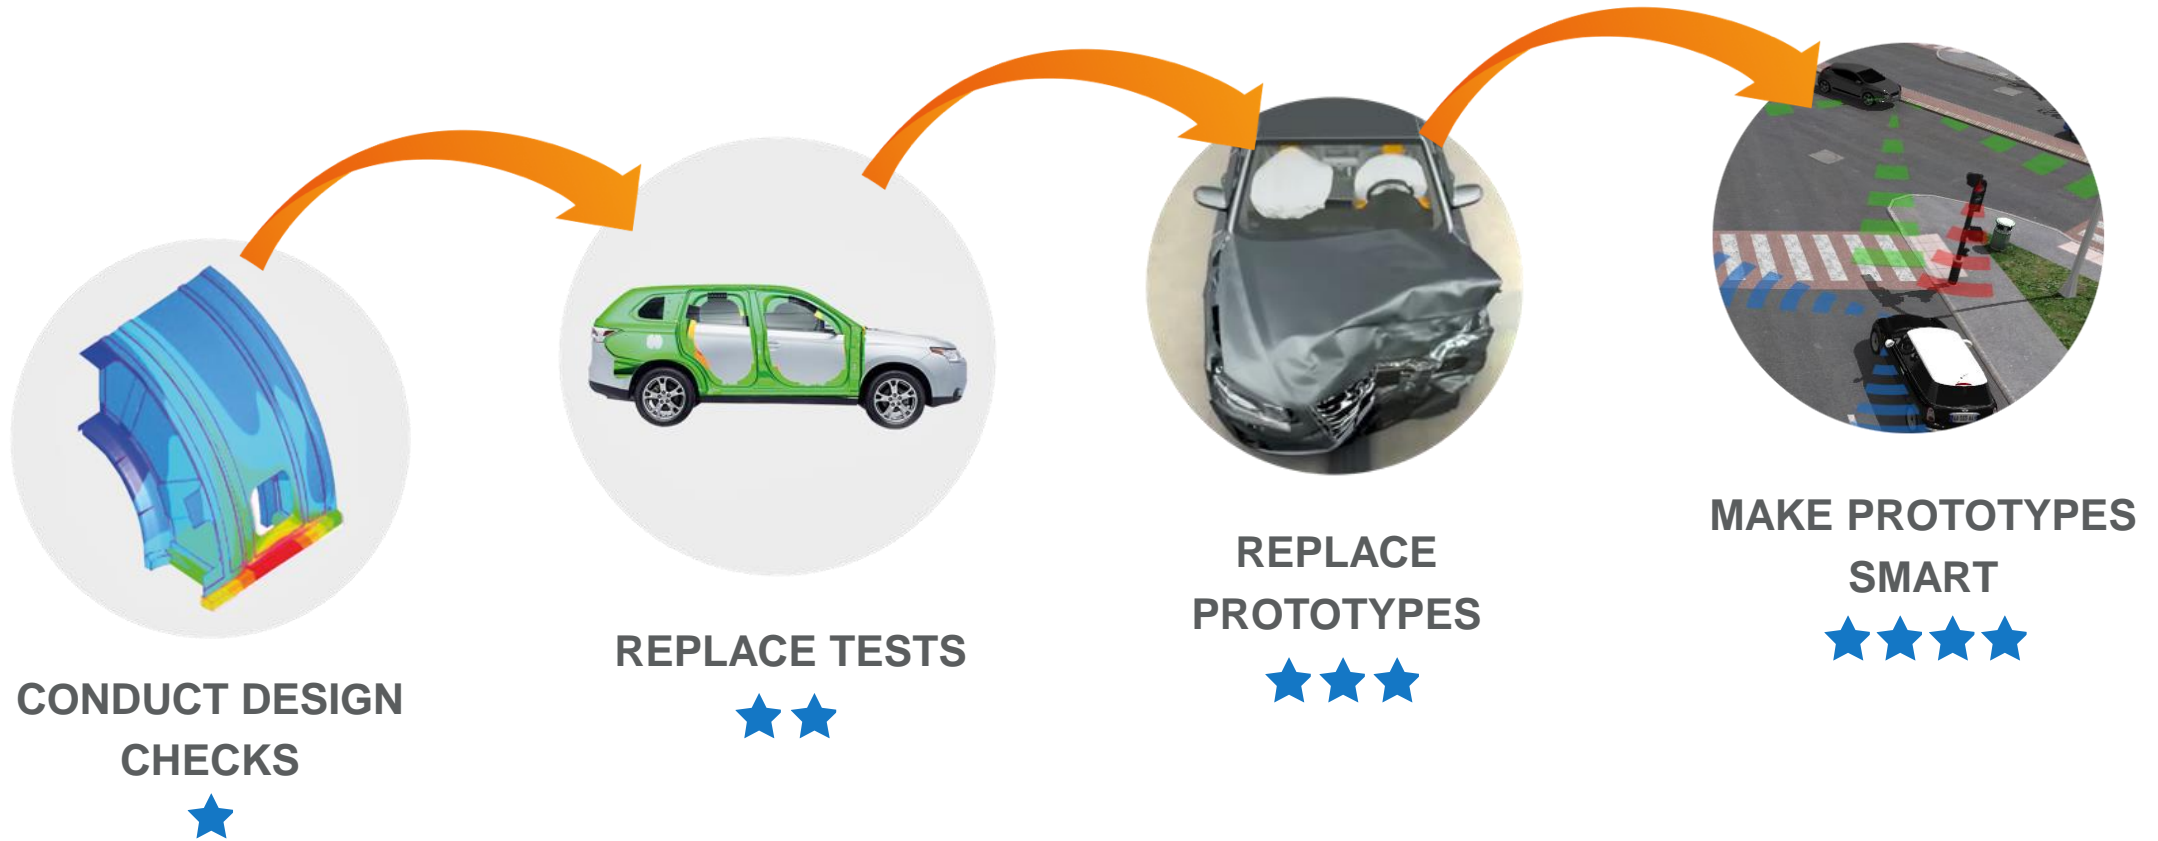 CONDUCT DESIGN
CHECKS
REPLACE TESTS
REPLACE
PROTOTYPES
MAKE PROTOTYPES
SMART